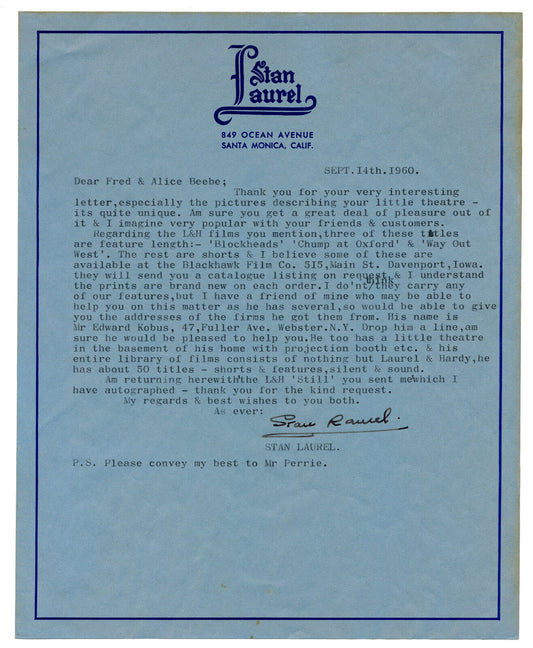 Stan
Laurel
849 OCEAN AVENUE
SANTA MONICA, CALIF.
SEPT.14th.1960.
Dear Fred & Alice Beebe;
Thank you for your very interesting
letter,especially the pictures describing your little theatre -
its quite unique. Am sure you get a great deal of pleasure out of
it & I imagine very popular with your friends & customers.
Regarding the L&H films you mention,three of these titles
are feature length:- 'Blockheads' 'Chump at Oxford' & 'Way Out
West'. The rest are shorts & I believe some of these are
available at the Blackhawk Film Co. 5I5,Main St. Davenport,Iowa.
they will send you a catalogue listing on request,& I understand
the prints are brand new on each order.I do'nt/think they carry any
of our features,but I have a friend of mine who may be able to
help you on this matter as he has several,so would be able to give
you the addresses of the firms he got them from. His name is
Mr Edward Kobus, 47,Fuller Ave. Webster.N.Y. Drop him a line,am
sure he would be pleased to help you.He too has a little theatre
in the basement of his home with projection booth etc. & his
entire library of films consists of nothing but Laurel & Hardy,he
has about 50 titles - shorts & features,silent & sound.
Am returning herewith the L&H 'Still' you sent me which I
have autographed - thank you for the kind request.
My regards & best wishes to you both.
As ever:
Stan Laurel.
STAN LAUREL.
P.S. Please convey my best to Mr Perrie.